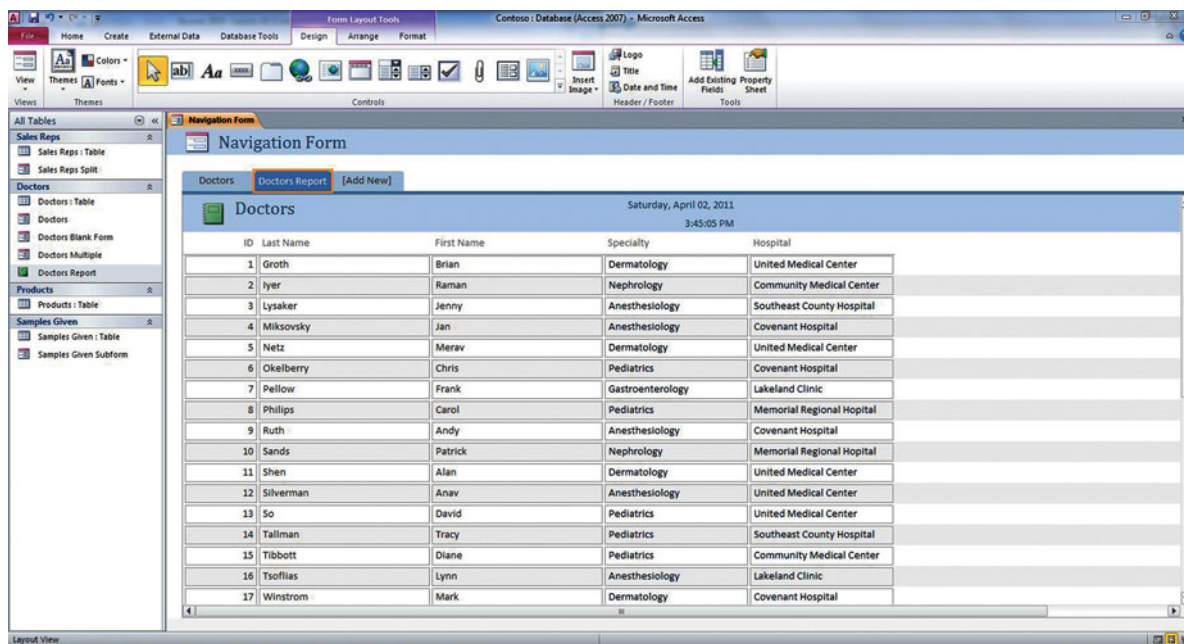 Form Layout Tools
Contoso : Database (Access 2007) - Microsoft Access
File Home Create External Data Database Tools Design Arrange Format
View
Views
Themes
Colors
Fonts
Themes
Aa
ab| Aa xxxx
Controls
Insert Image
Logo
Title
Date and Time
Header / Footer
Add Existing Fields
Property Sheet
Tools
All Tables
Sales Reps
Sales Reps : Table
Sales Reps Split
Doctors
Doctors : Table
Doctors
Doctors Blank Form
Doctors Multiple
Doctors Report
Products
Products : Table
Samples Given
Samples Given : Table
Samples Given Subform
Navigation Form
Navigation Form
Doctors Doctors Report [Add New]
Doctors
Saturday, April 02, 2011
3:45:05 PM
ID Last Name First Name Specialty Hospital
1 Groth Brian Dermatology United Medical Center
2 Iyer Raman Nephrology Community Medical Center
3 Lysaker Jenny Anesthesiology Southeast County Hospital
4 Miksovsky Jan Anesthesiology Covenant Hospital
5 Netz Merav Dermatology United Medical Center
6 Okelberry Chris Pediatrics Covenant Hospital
7 Pellow Frank Gastroenterology Lakeland Clinic
8 Philips Carol Pediatrics Memorial Regional Hopital
9 Ruth Andy Anesthesiology Covenant Hospital
10 Sands Patrick Nephrology Memorial Regional Hopital
11 Shen Alan Dermatology United Medical Center
12 Silverman Anav Anesthesiology United Medical Center
13 So David Pediatrics United Medical Center
14 Tallman Tracy Pediatrics Southeast County Hospital
15 Tibbott Diane Pediatrics Community Medical Center
16 Tsoflias Lynn Anesthesiology Lakeland Clinic
17 Winstrom Mark Dermatology Covenant Hospital
Layout View